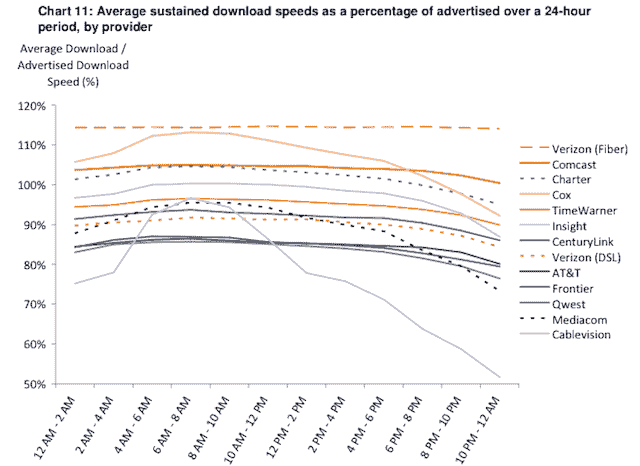 Chart 11: Average sustained download speeds as a percentage of advertised over a 24-hour
period, by provider
Average Download /
Advertised Download
Speed (%)
120%
110%
100%
90%
80%
70%
60%
50%
Verizon (Fiber)
Comcast
Charter
Cox
TimeWarner
Insight
CenturyLink
Verizon (DSL)
AT&T
Frontier
Qwest
Mediacom
Cablevision
12 AM - 2 AM
2 AM - 4 AM
4 AM - 6 AM
6 AM - 8 AM
8 AM - 10 AM
10 AM - 12 PM
12 PM - 2 PM
2 PM - 4 PM
4 PM - 6 PM
6 PM - 8 PM
8 PM - 10 PM
10 PM - 12 AM